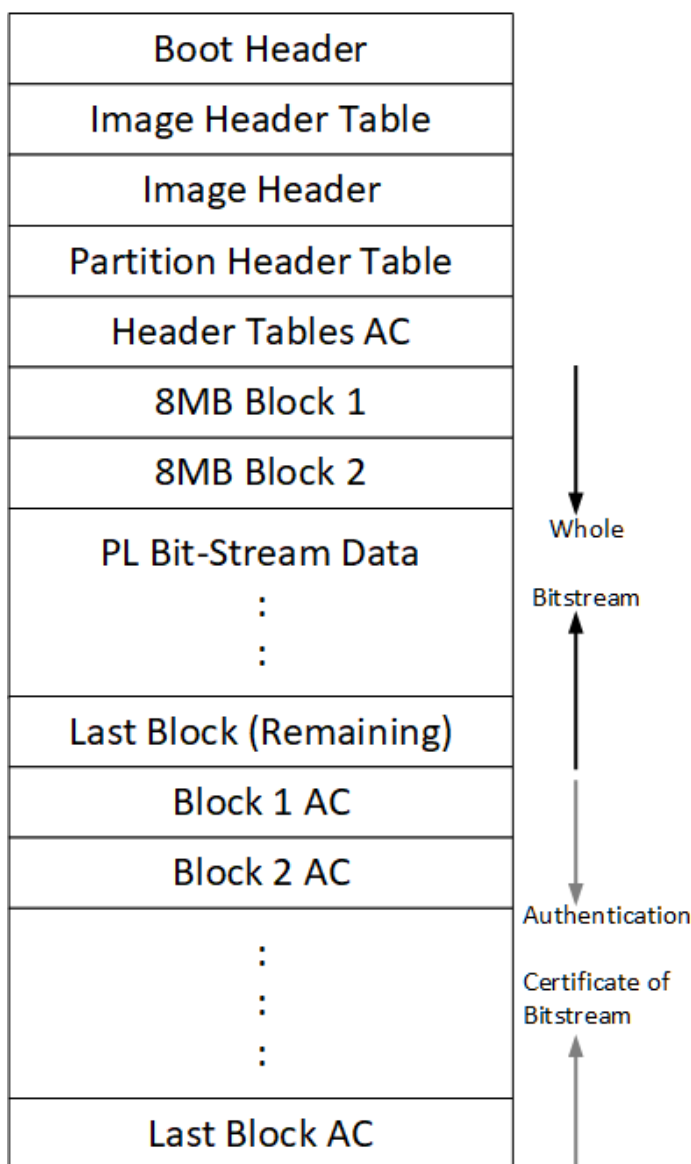 Boot Header
Image Header Table
Image Header
Partition Header Table
Header Tables AC
8MB Block 1
8MB Block 2
Whole
PL Bit-Stream Data
Bitstream
:
:
Last Block (Remaining)
Block 1 AC
Block 2 AC
Authentication
:
Certificate of
:
Bitstream
:
Last Block AC